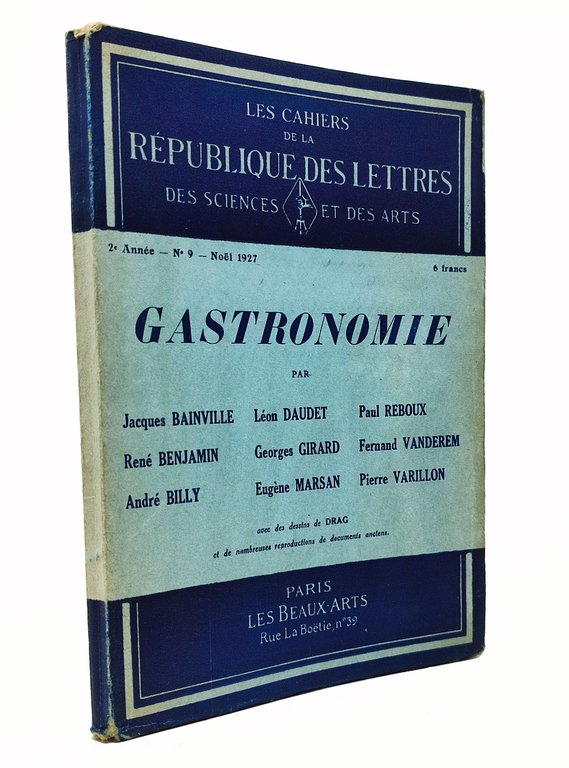 LES CAHIERS
DE LA
RÉPUBLIQUE DES LETTRES
DES SCIENCES ET DES ARTS
2e Année — No 9 — Noël 1927
6 francs
GASTRONOMIE
PAR
Jacques BAINVILLE Léon DAUDET Paul REBOUX
René BENJAMIN Georges GIRARD Fernand VANDEREM
André BILLY Eugène MARSAN Pierre VARILLON
avec des dessins de DRAG
et de nombreuses reproductions de documents anciens.
PARIS
LES BEAUX-ARTS
Rue La Boëtie, no 39